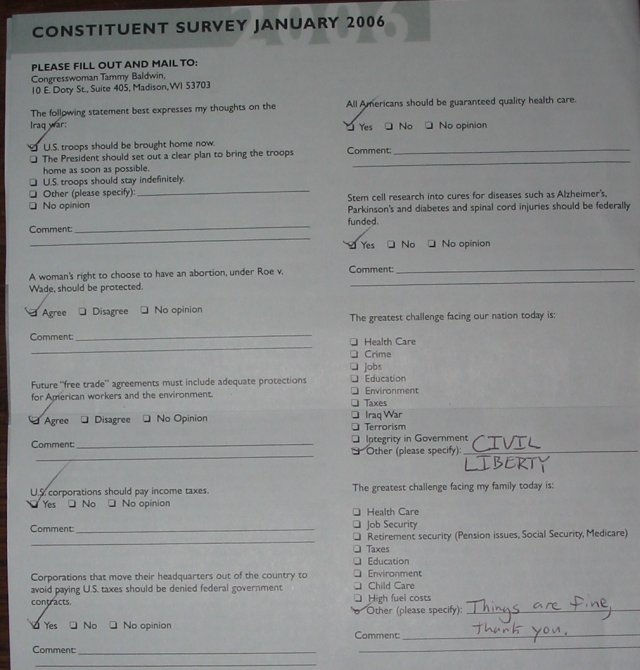 CONSTITUENT SURVEY JANUARY 2006
2006
PLEASE FILL OUT AND MAIL TO:
Congresswoman Tammy Baldwin,
10 E. Doty St., Suite 405, Madison, WI 53703
The following statement best expresses my thoughts on the
Iraq war:
U.S. troops should be brought home now.
The President should set out a clear plan to bring the troops
home as soon as possible.
U.S. troops should stay indefinitely.
Other (please specify):
No opinion
Comment:
A woman's right to choose to have an abortion, under Roe v.
Wade, should be protected.
Agree Disagree No opinion
Comment:
Future "free trade" agreements must include adequate protections
for American workers and the environment.
Agree Disagree No Opinion
Comment:
U.S. corporations should pay income taxes.
Yes No No opinion
Comment:
Corporations that move their headquarters out of the country to
avoid paying U.S. taxes should be denied federal government
contracts.
Yes No No opinion
Comment:
All Americans should be guaranteed quality health care.
Yes No No opinion
Comment:
Stem cell research into cures for diseases such as Alzheimer's,
Parkinson's and diabetes and spinal cord injuries should be federally
funded.
Yes No No opinion
Comment:
The greatest challenge facing our nation today is:
Health Care
Crime
Jobs
Education
Environment
Taxes
Iraq War
Terrorism
Integrity in Government
Other (please specify): CIVIL
LIBERTY
The greatest challenge facing my family today is:
Health Care
Job Security
Retirement security (Pension issues, Social Security, Medicare)
Taxes
Education
Environment
Child Care
High fuel costs
Other (please specify): Things are fine,
thank you.
Comment: